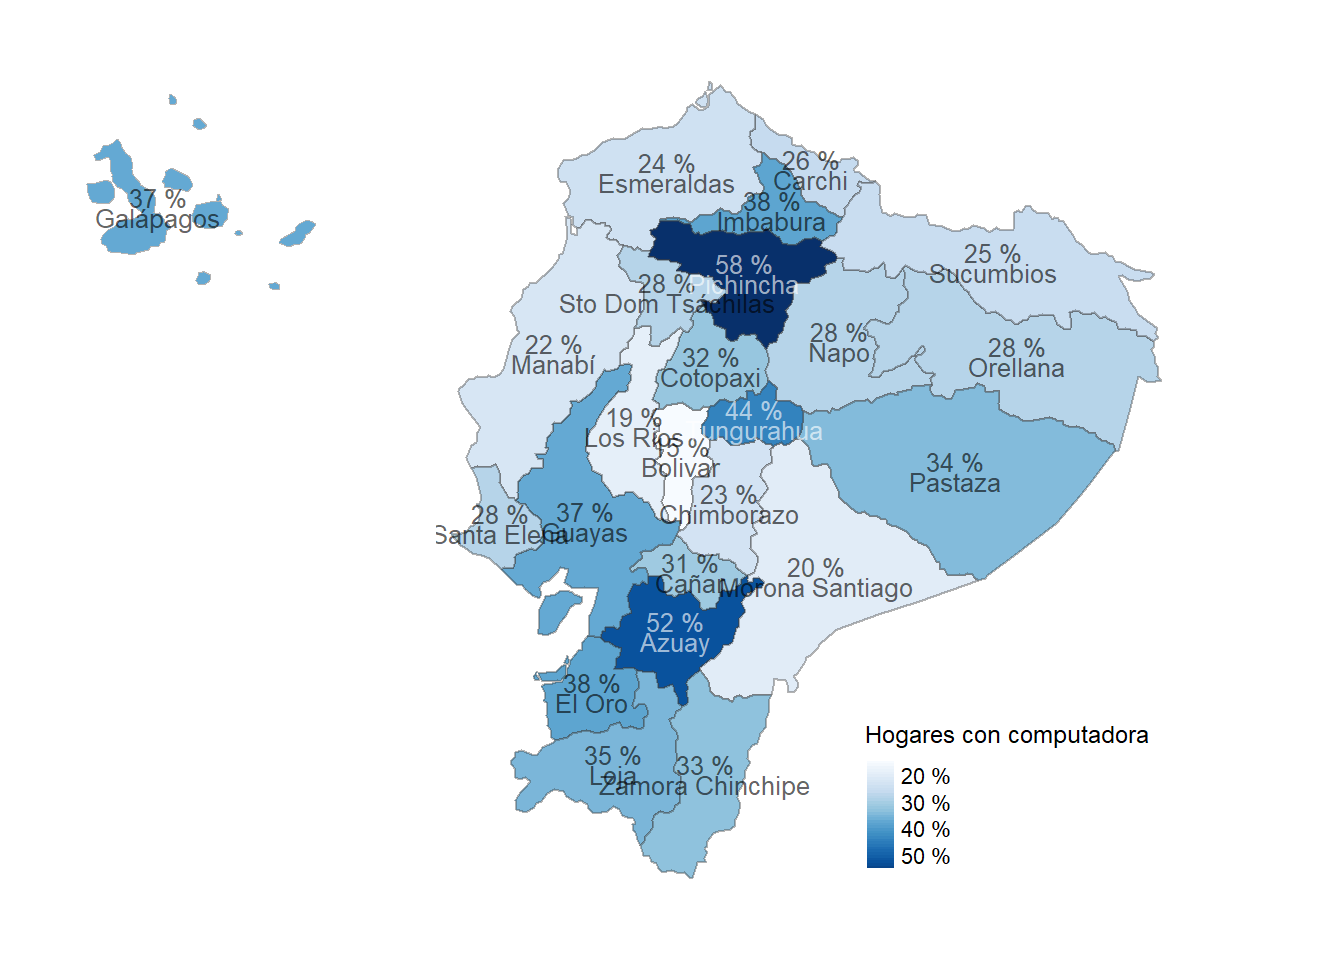 24 %
Esmeraldas
26 %
Carchi
38 %
Imbabura
37 %
Galápagos
58 %
Pichincha
25 %
Sucumbios
28 %
Sto Dom Tsáchilas
22 %
Manabí
32 %
Cotopaxi
28 %
Napo
28 %
Orellana
19 %
Los Rios
44 %
ungurahua
15 %
Bolivar
34 %
Pastaza
23 %
Chimborazo
28 %
Santa Elena
37 %
Guayas
31 %
Cañar
20 %
Morona Santiago
52 %
Azuay
38 %
El Oro
35 %
Loja
33 %
Zamora Chinchipe
Hogares con computadora
20 %
30 %
40 %
50 %